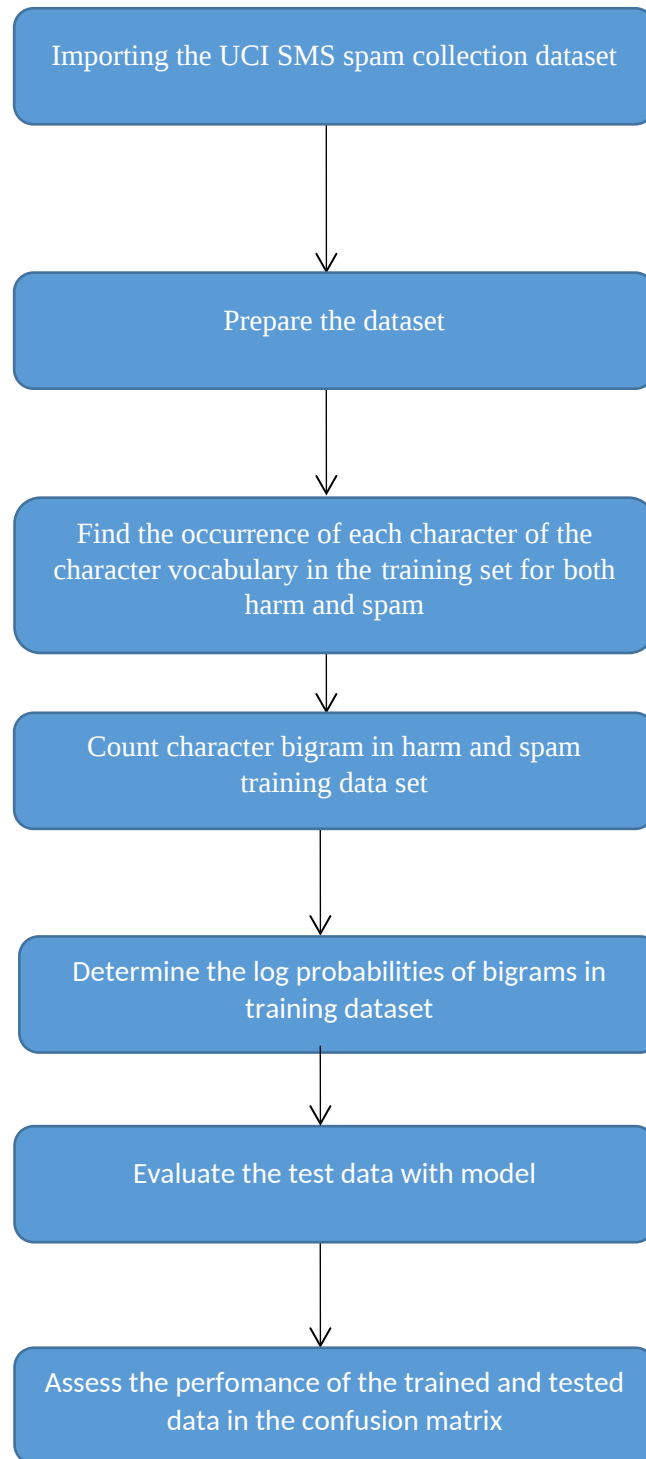 Importing the UCI SMS spam collection dataset
Prepare the dataset
Find the occurrence of each character of the
character vocabulary in the training set for both
harm and spam
Count character bigram in harm and spam
training data set
Determine the log probabilities of bigrams in
training dataset
Evaluate the test data with model
Assess the perfomance of the trained and tested
data in the confusion matrix